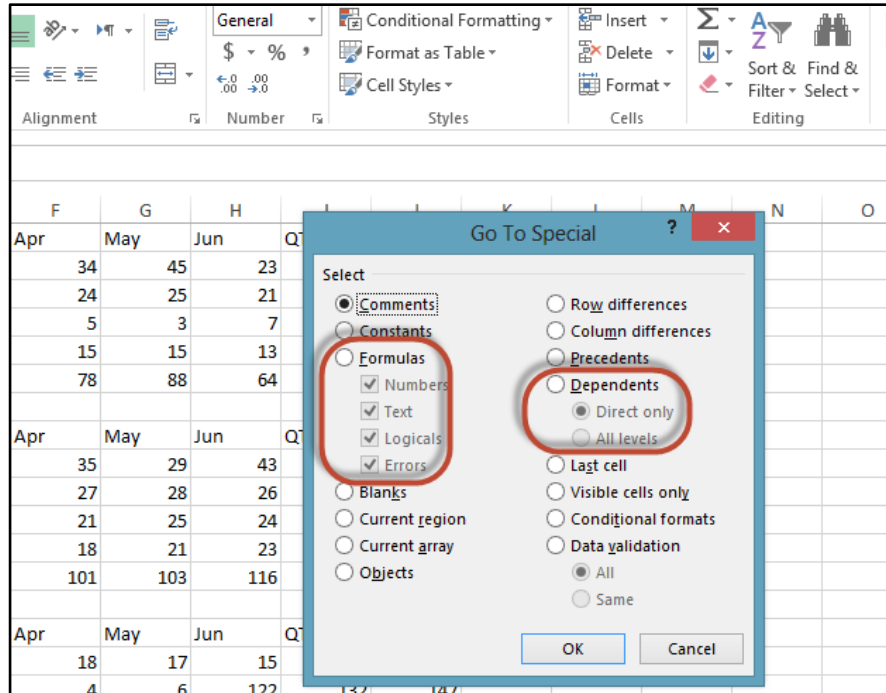 General Conditional Formatting Insert
$ % , Format as Table Delete
Cell Styles Format
Sort & Filter Find & Select
Alignment Number Styles Cells Editing
F G H N O
Apr May Jun
34 45 23
24 25 21
5 3 7
15 15 13
78 88 64
Apr May Jun
35 29 43
27 28 26
21 25 24
18 21 23
101 103 116
Apr May Jun
18 17 15
4 6 122 132 147
Go To Special ?
Select
Comments
Constants
Formulas
Numbers
Text
Logicals
Errors
Blanks
Current region
Current array
Objects
Row differences
Column differences
Precedents
Dependents
Direct only
All levels
Last cell
Visible cells only
Conditional formats
Data validation
All
Same
OK Cancel